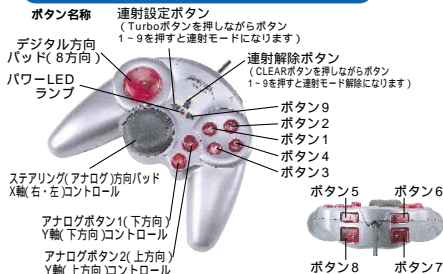 ボタン名称
連射設定ボタン
(Turboボタンを押しながらボタン
1~9を押すと連射モードになります)
デジタル方向
パッド(8方向)
連射解除ボタン
(CLEARボタンを押しながらボタン
1~9を押すと連射モード解除になります)
パワーLED
ランプ
ボタン9
ボタン2
ボタン1
ボタン4
ボタン3
ステアリング(アナログ)方向パッド
X軸(右・左)コントロール
ボタン5
ボタン6
アナログボタン1(下方向)
Y軸(下方向)コントロール
アナログボタン2(上方向)
Y軸(上方向)コントロール
ボタン8
ボタン7